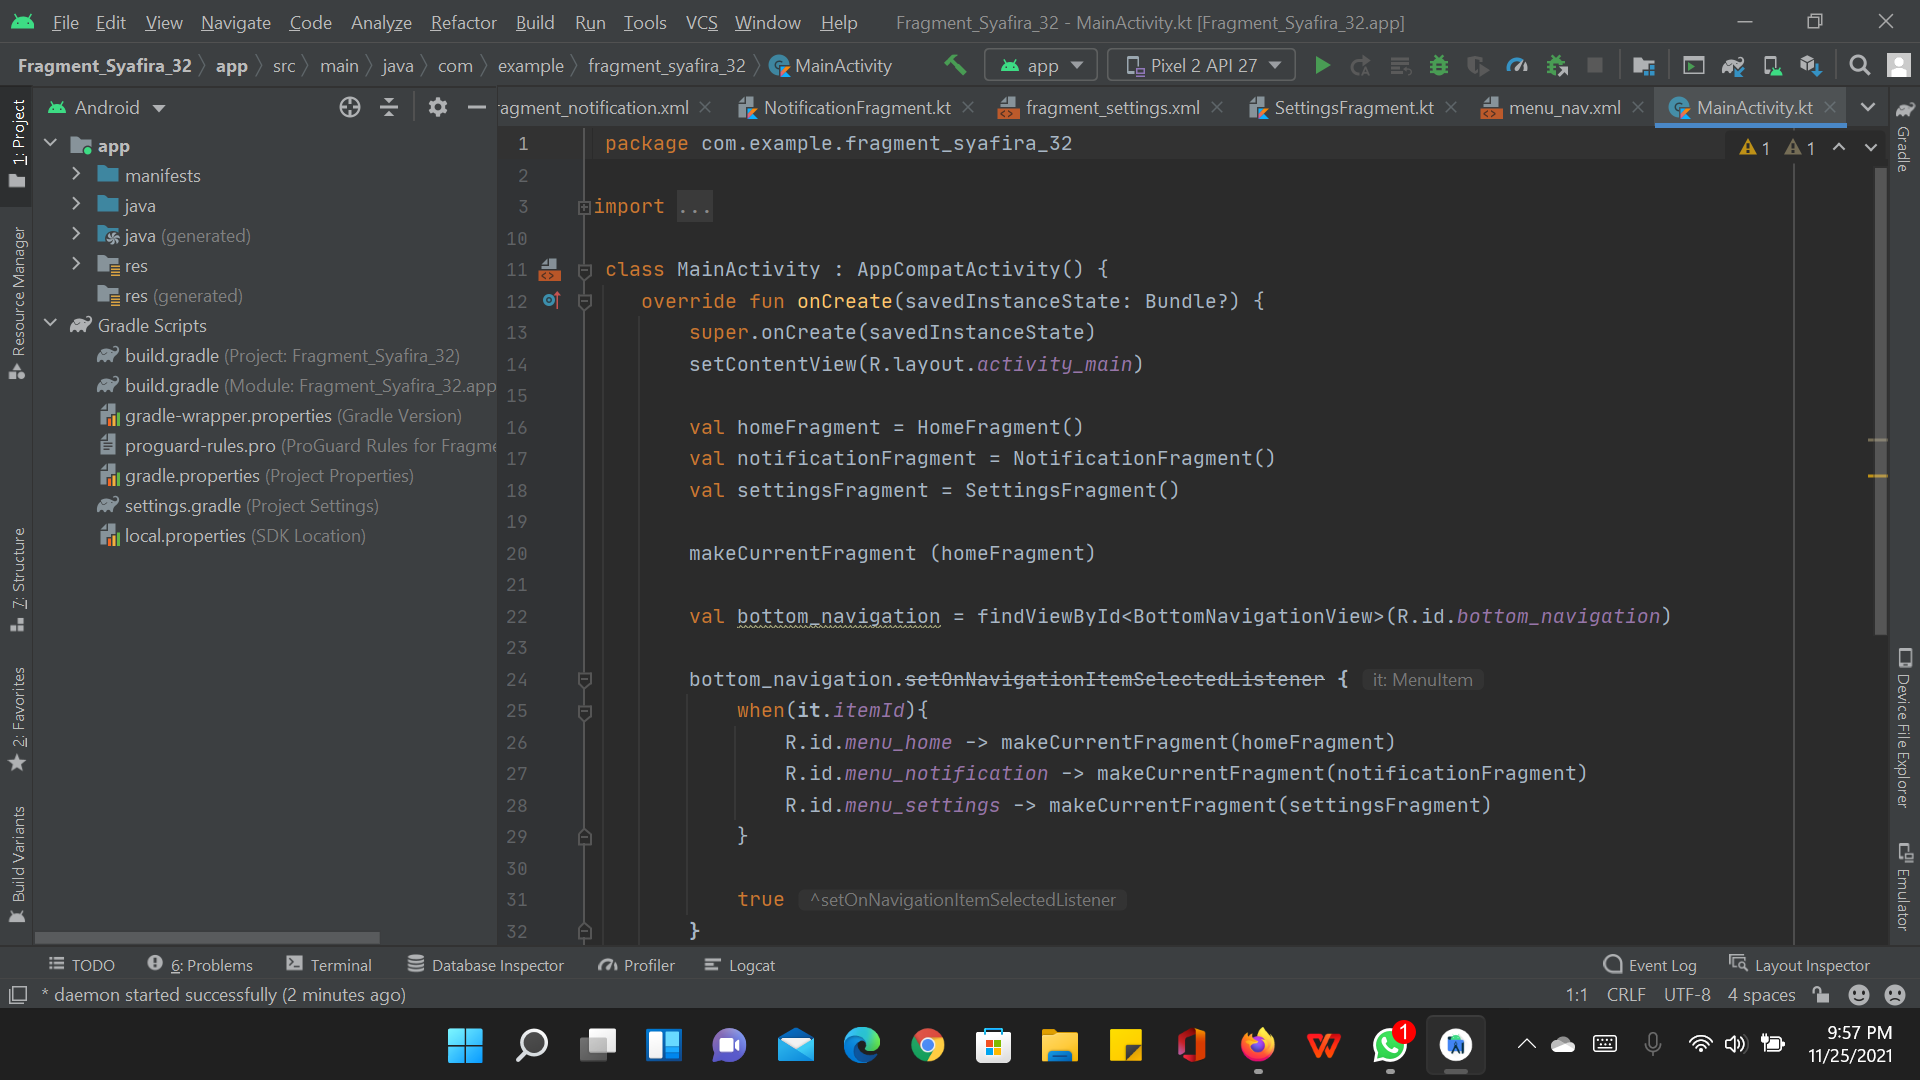 File Edit View Navigate Code Analyze Refactor Build Run Tools VCS Window Help Fragment_Syafira_32 - MainActivity.kt [Fragment_Syafira_32.app]
Fragment_Syafira_32 app src main java com example fragment_syafira_32 MainActivity app Pixel 2 API 27
Android
ragment_notification.xml NotificationFragment.kt fragment_settings.xml SettingsFragment.kt menu_nav.xml MainActivity.kt
1: Project
Resource Manager
7: Structure
2: Favorites
Build Variants
app
manifests
java
java (generated)
res
res (generated)
Gradle Scripts
build.gradle (Project: Fragment_Syafira_32)
build.gradle (Module: Fragment_Syafira_32.app
gradle-wrapper.properties (Gradle Version)
proguard-rules.pro (ProGuard Rules for Fragme
gradle.properties (Project Properties)
settings.gradle (Project Settings)
local.properties (SDK Location)
1 package com.example.fragment_syafira_32
2
3 import ...
10
11 class MainActivity : AppCompatActivity() {
12 override fun onCreate(savedInstanceState: Bundle?) {
13 super.onCreate(savedInstanceState)
14 setContentView(R.layout.activity_main)
15
16 val homeFragment = HomeFragment()
17 val notificationFragment = NotificationFragment()
18 val settingsFragment = SettingsFragment()
19
20 makeCurrentFragment (homeFragment)
21
22 val bottom_navigation = findViewById<BottomNavigationView>(R.id.bottom_navigation)
23
24 bottom_navigation.setOnNavigationItemSelectedListener { it: MenuItem
25 when(it.itemId){
26 R.id.menu_home -> makeCurrentFragment(homeFragment)
27 R.id.menu_notification -> makeCurrentFragment(notificationFragment)
28 R.id.menu_settings -> makeCurrentFragment(settingsFragment)
29 }
30
31 true ^setOnNavigationItemSelectedListener
32 }
1 1
Gradle
Device File Explorer
Emulator
TODO 6: Problems Terminal Database Inspector Profiler Logcat Event Log Layout Inspector
* daemon started successfully (2 minutes ago) 1:1 CRLF UTF-8 4 spaces
1
AI
9:57 PM
11/25/2021